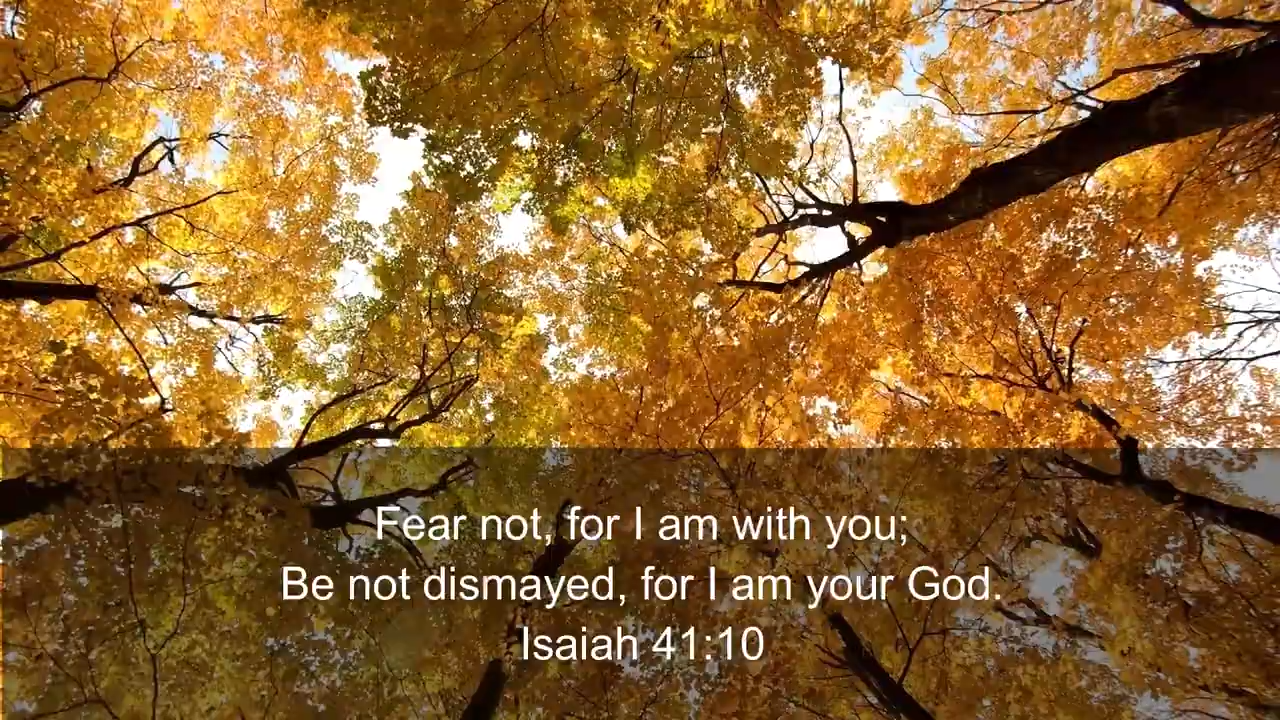 Fear not, for I am with you;
Be not dismayed, for I am your God.
Isaiah 41:10